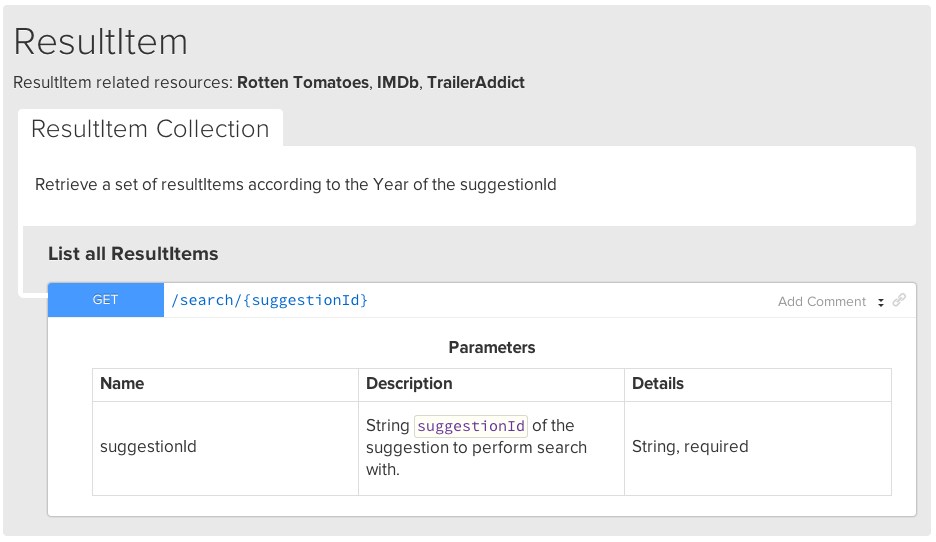 ResultItem
ResultItem related resources: Rotten Tomatoes, IMDb, TrailerAddict
ResultItem Collection
Retrieve a set of resultItems according to the Year of the suggestionId
List all ResultItems
GET /search/{suggestionId} Add Comment
Parameters
Name Description Details
suggestionId
String suggestionId of the
suggestion to perform search
with.
String, required